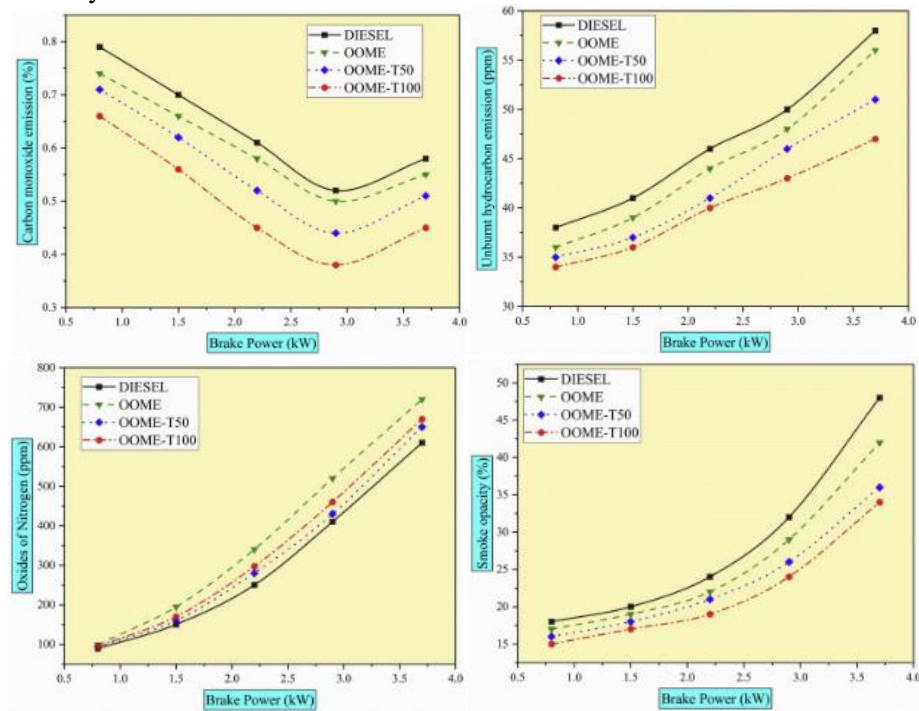 DIESEL
OOME
OOME-T50
OOME-T100
Carbon monoxide emission (%)
0.8
0.7
0.6
0.5
0.4
0.3
0.5 1.0 1.5 2.0 2.5 3.0 3.5 4.0
Brake Power (kW)
DIESEL
OOME
OOME-T50
OOME-T100
Unburnt hydrocarbon emission (ppm)
60
55
50
45
40
35
30
0.5 1.0 1.5 2.0 2.5 3.0 3.5 4.0
Brake Power (kW)
DIESEL
OOME
OOME-T50
OOME-T100
Oxides of Nitrogen (ppm)
800
700
600
500
400
300
200
100
0.5 1.0 1.5 2.0 2.5 3.0 3.5 4.0
Brake Power (kW)
DIESEL
OOME
OOME-T50
OOME-T100
Smoke opacity (%)
50
45
40
35
30
25
20
15
0.5 1.0 1.5 2.0 2.5 3.0 3.5 4.0
Brake Power (kW)